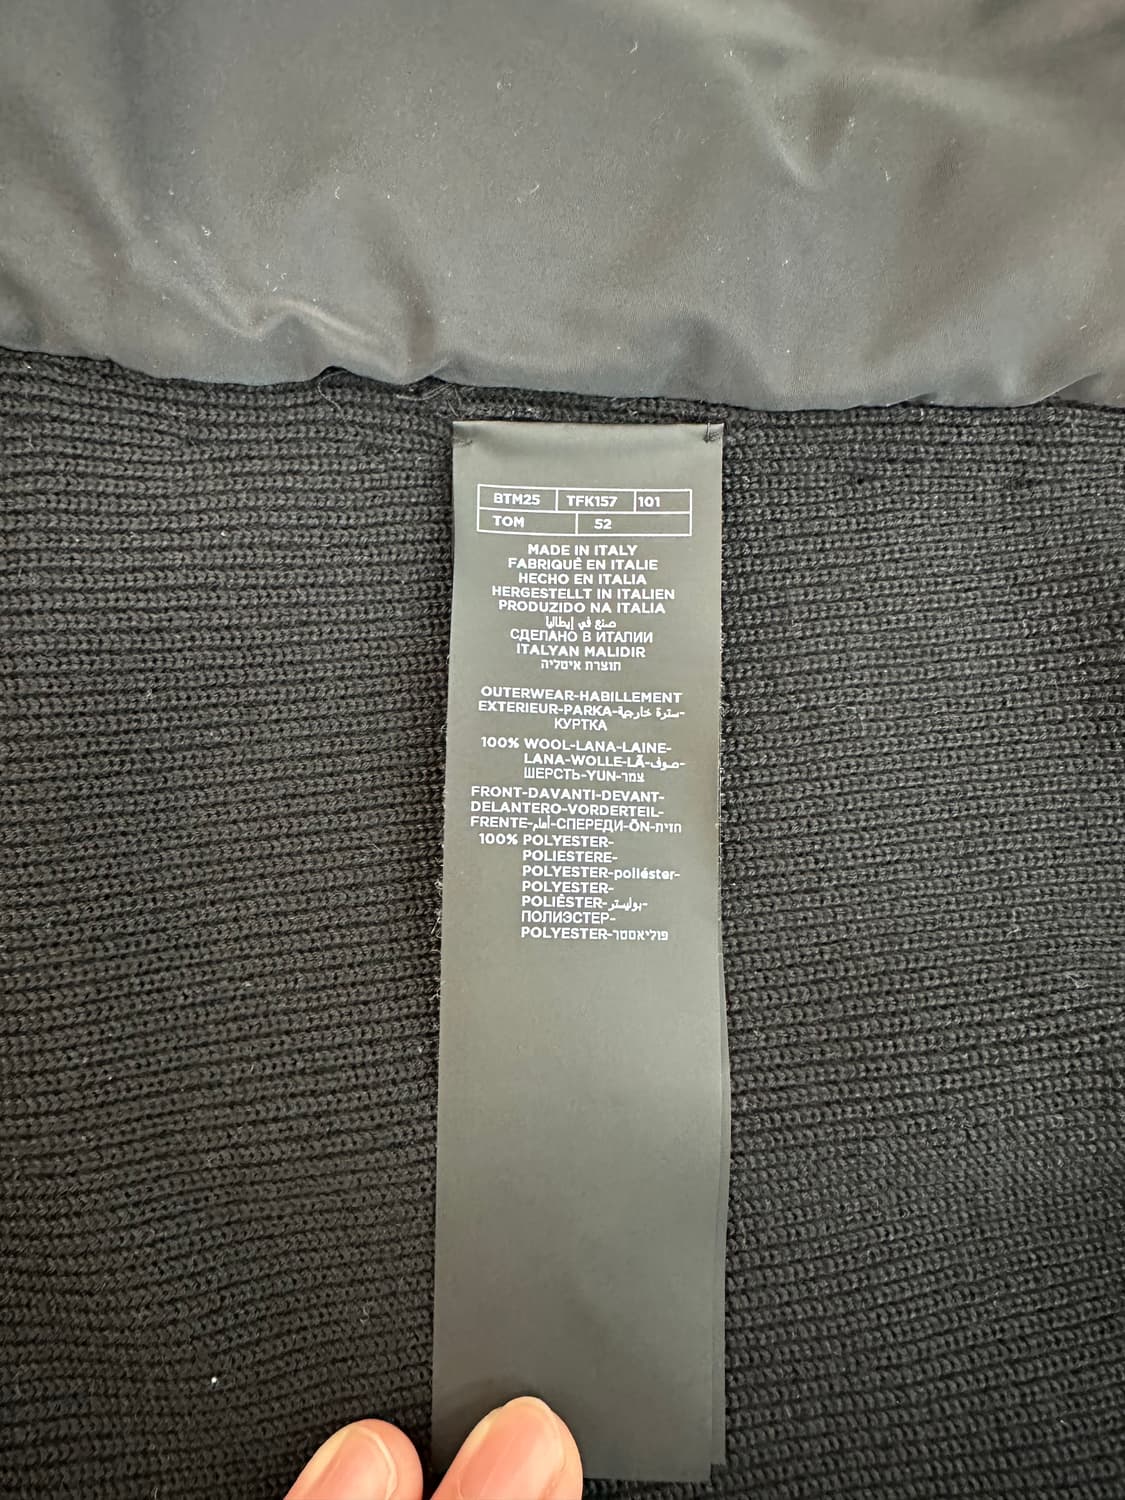 BTM25 TFK157 101
TOM 52
MADE IN ITALY
FABRIQUÉ EN ITALIE
HECHO EN ITALIA
HERGESTELLT IN ITALIEN
PRODUZIDO NA ITALIA
صنع في إيطاليا
СДЕЛАНО В ИТАЛИИ
ITALYAN MALIDIR
תוצרת איטליה
OUTERWEAR-HABILLEMENT
EXTERIEUR-PARKA-سترة خارجية-
КУРТКА
100% WOOL-LANA-LAINE-
LANA-WOLLE-LÃ-صوف-
ШЕРСТЬ-YUN-צמר
FRONT-DAVANTI-DEVANT-
DELANTERO-VORDERTEIL-
FRENTE-أمام-СПЕРЕДИ-ÖN-חזית
100% POLYESTER-
POLIESTERE-
POLYESTER-poliéster-
POLYESTER-
POLIÉSTER-بوليستر-
ПОЛИЭСТЕР-
POLYESTER-פוליאסטר